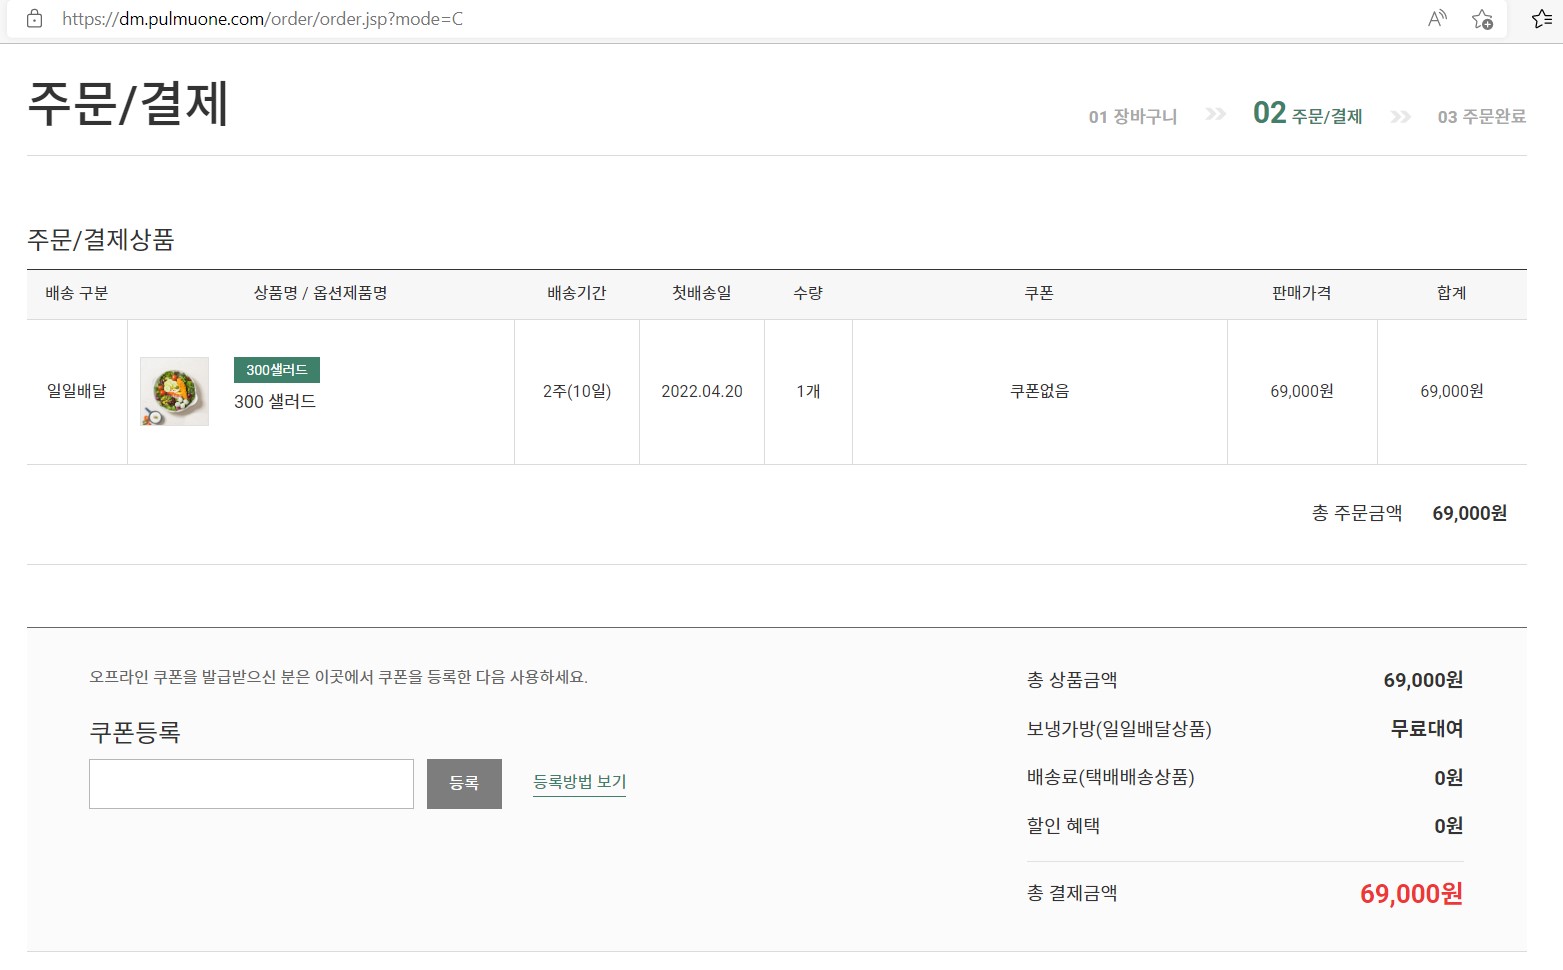 https://dm.pulmuone.com/order/order.jsp?mode=C
주문/결제
01 장바구니 02 주문/결제 03 주문완료
주문/결제상품
배송 구분 상품명 / 옵션제품명 배송기간 첫배송일 수량 쿠폰 판매가격 합계
300샐러드
일일배달 300 샐러드 2주(10일) 2022.04.20 1개 쿠폰없음 69,000원 69,000원
총 주문금액 69,000원
오프라인 쿠폰을 발급받으신 분은 이곳에서 쿠폰을 등록한 다음 사용하세요.
쿠폰등록
등록 등록방법 보기
총 상품금액 69,000원
보냉가방(일일배달상품) 무료대여
배송료(택배배송상품) 0원
할인 혜택 0원
총 결제금액 69,000원